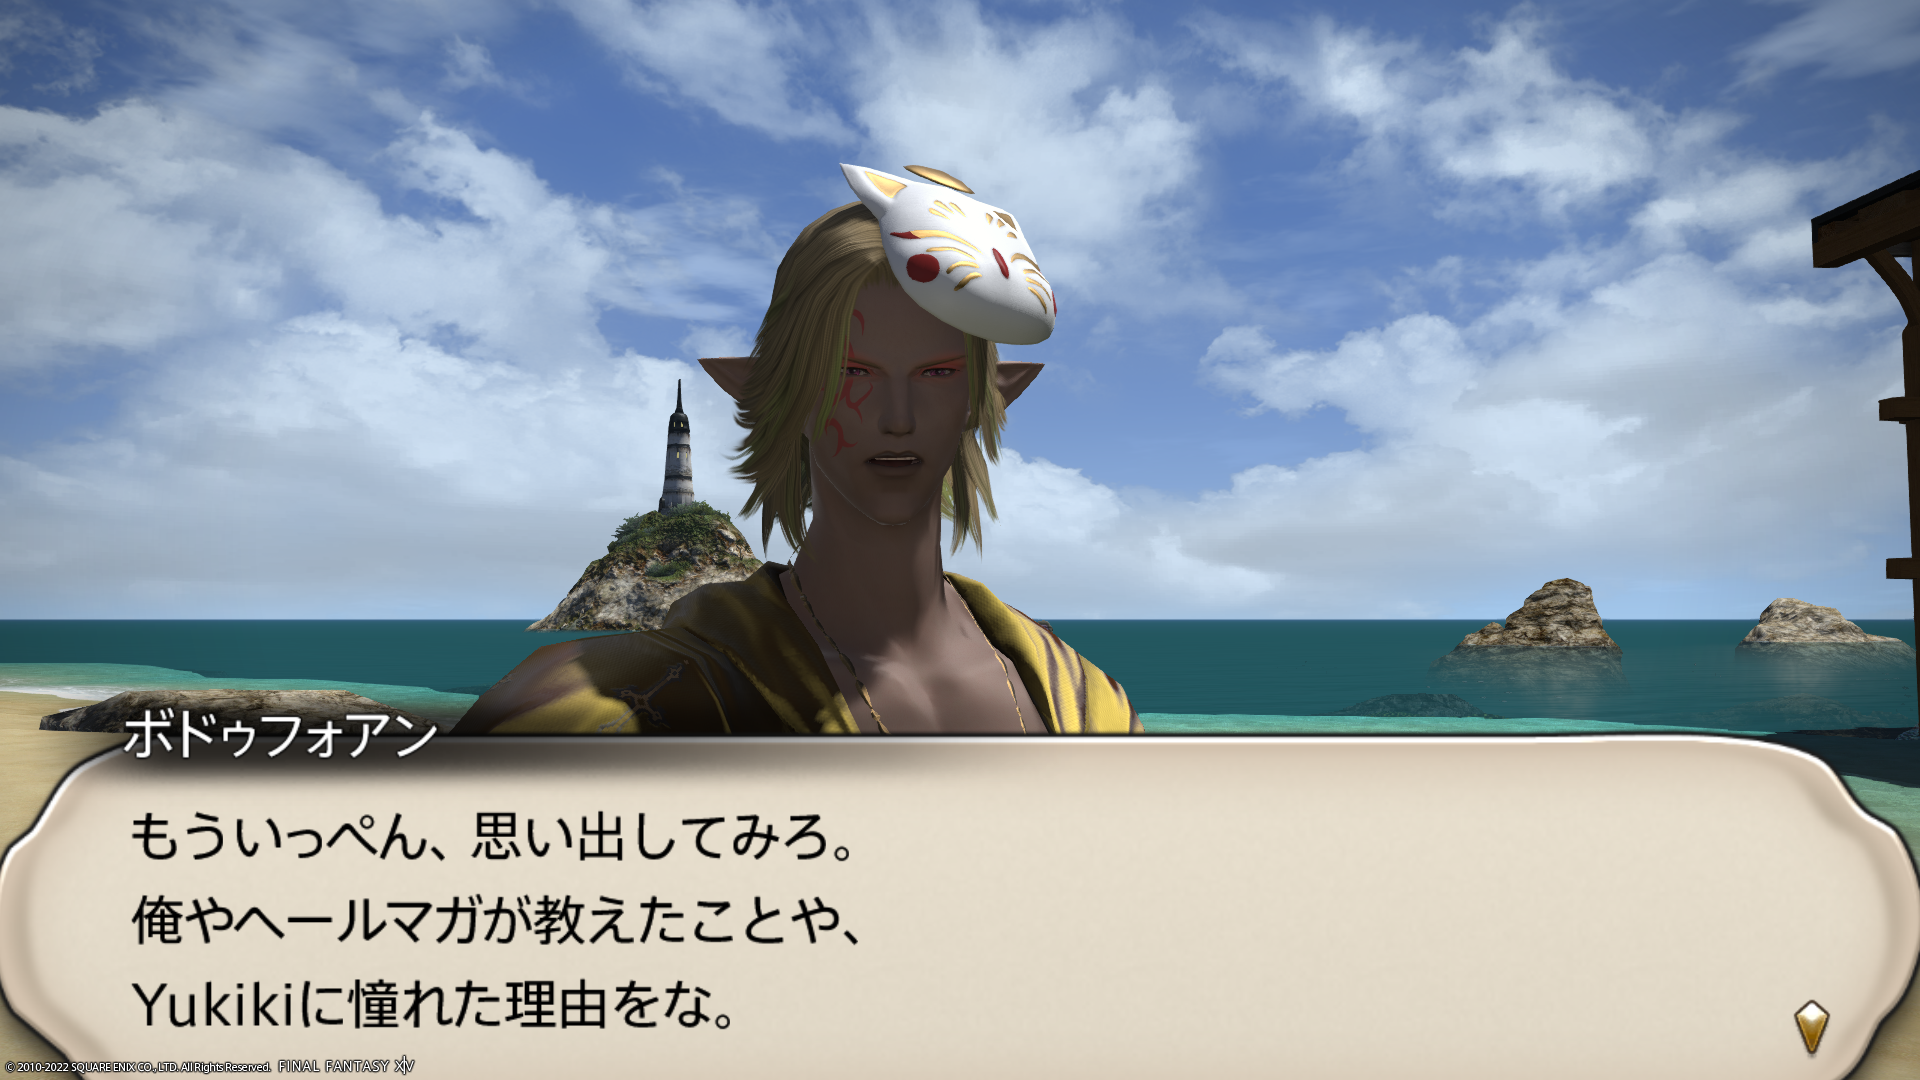 ボドゥフォアン
もういっぺん、思い出してみろ。
俺やヘールマガが教えたことや、
Yukikiに憧れた理由をな。
© 2010-2022 SQUARE ENIX CO., LTD. All Rights Reserved. FINAL FANTASY XIV